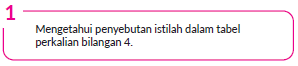 1
Mengetahui penyebutan istilah dalam tabel
perkalian bilangan 4.